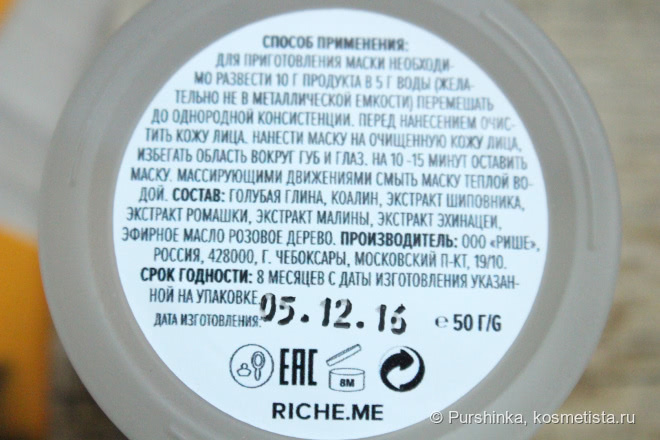 СПОСОБ ПРИМЕНЕНИЯ:
ДЛЯ ПРИГОТОВЛЕНИЯ МАСКИ НЕОБХОДИ-
МО РАЗВЕСТИ 10 Г ПРОДУКТА В 5 Г ВОДЫ (ЖЕЛА-
ТЕЛЬНО НЕ В МЕТАЛЛИЧЕСКОЙ ЕМКОСТИ) ПЕРЕМЕШАТЬ
ДО ОДНОРОДНОЙ КОНСИСТЕНЦИИ. ПЕРЕД НАНЕСЕНИЕМ ОЧИС-
ТИТЬ КОЖУ ЛИЦА. НАНЕСТИ МАСКУ НА ОЧИЩЕННУЮ КОЖУ ЛИЦА,
ИЗБЕГАТЬ ОБЛАСТЬ ВОКРУГ ГУБ И ГЛАЗ. НА 10-15 МИНУТ ОСТАВИТЬ
МАСКУ. МАССИРУЮЩИМИ ДВИЖЕНИЯМИ СМЫТЬ МАСКУ ТЕПЛОЙ ВО-
ДОЙ. СОСТАВ: ГОЛУБАЯ ГЛИНА, КОАЛИН, ЭКСТРАКТ ШИПОВНИКА,
ЭКСТРАКТ РОМАШКИ, ЭКСТРАКТ МАЛИНЫ, ЭКСТРАКТ ЭХИНАЦЕИ,
ЭФИРНОЕ МАСЛО РОЗОВОЕ ДЕРЕВО. ПРОИЗВОДИТЕЛЬ: ООО «РИШЕ»,
РОССИЯ, 428000, Г. ЧЕБОКСАРЫ, МОСКОВСКИЙ П-КТ, 19/10.
СРОК ГОДНОСТИ: 8 МЕСЯЦЕВ С ДАТЫ ИЗГОТОВЛЕНИЯ УКАЗАН-
НОЙ НА УПАКОВКЕ.
ДАТА ИЗГОТОВЛЕНИЯ: 05.12.16 ℮ 50 Г/G
EAC 8M
RICHE.ME
© Purshinka, kosmetista.ru